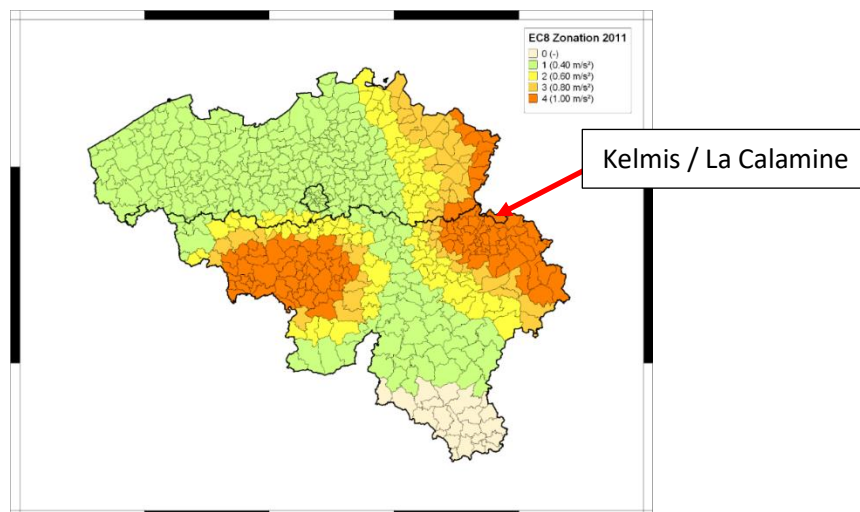 EC8 Zonation 2011
0 (-)
1 (0.40 m/s²)
2 (0.60 m/s²)
3 (0.80 m/s²)
4 (1.00 m/s²)
Kelmis / La Calamine